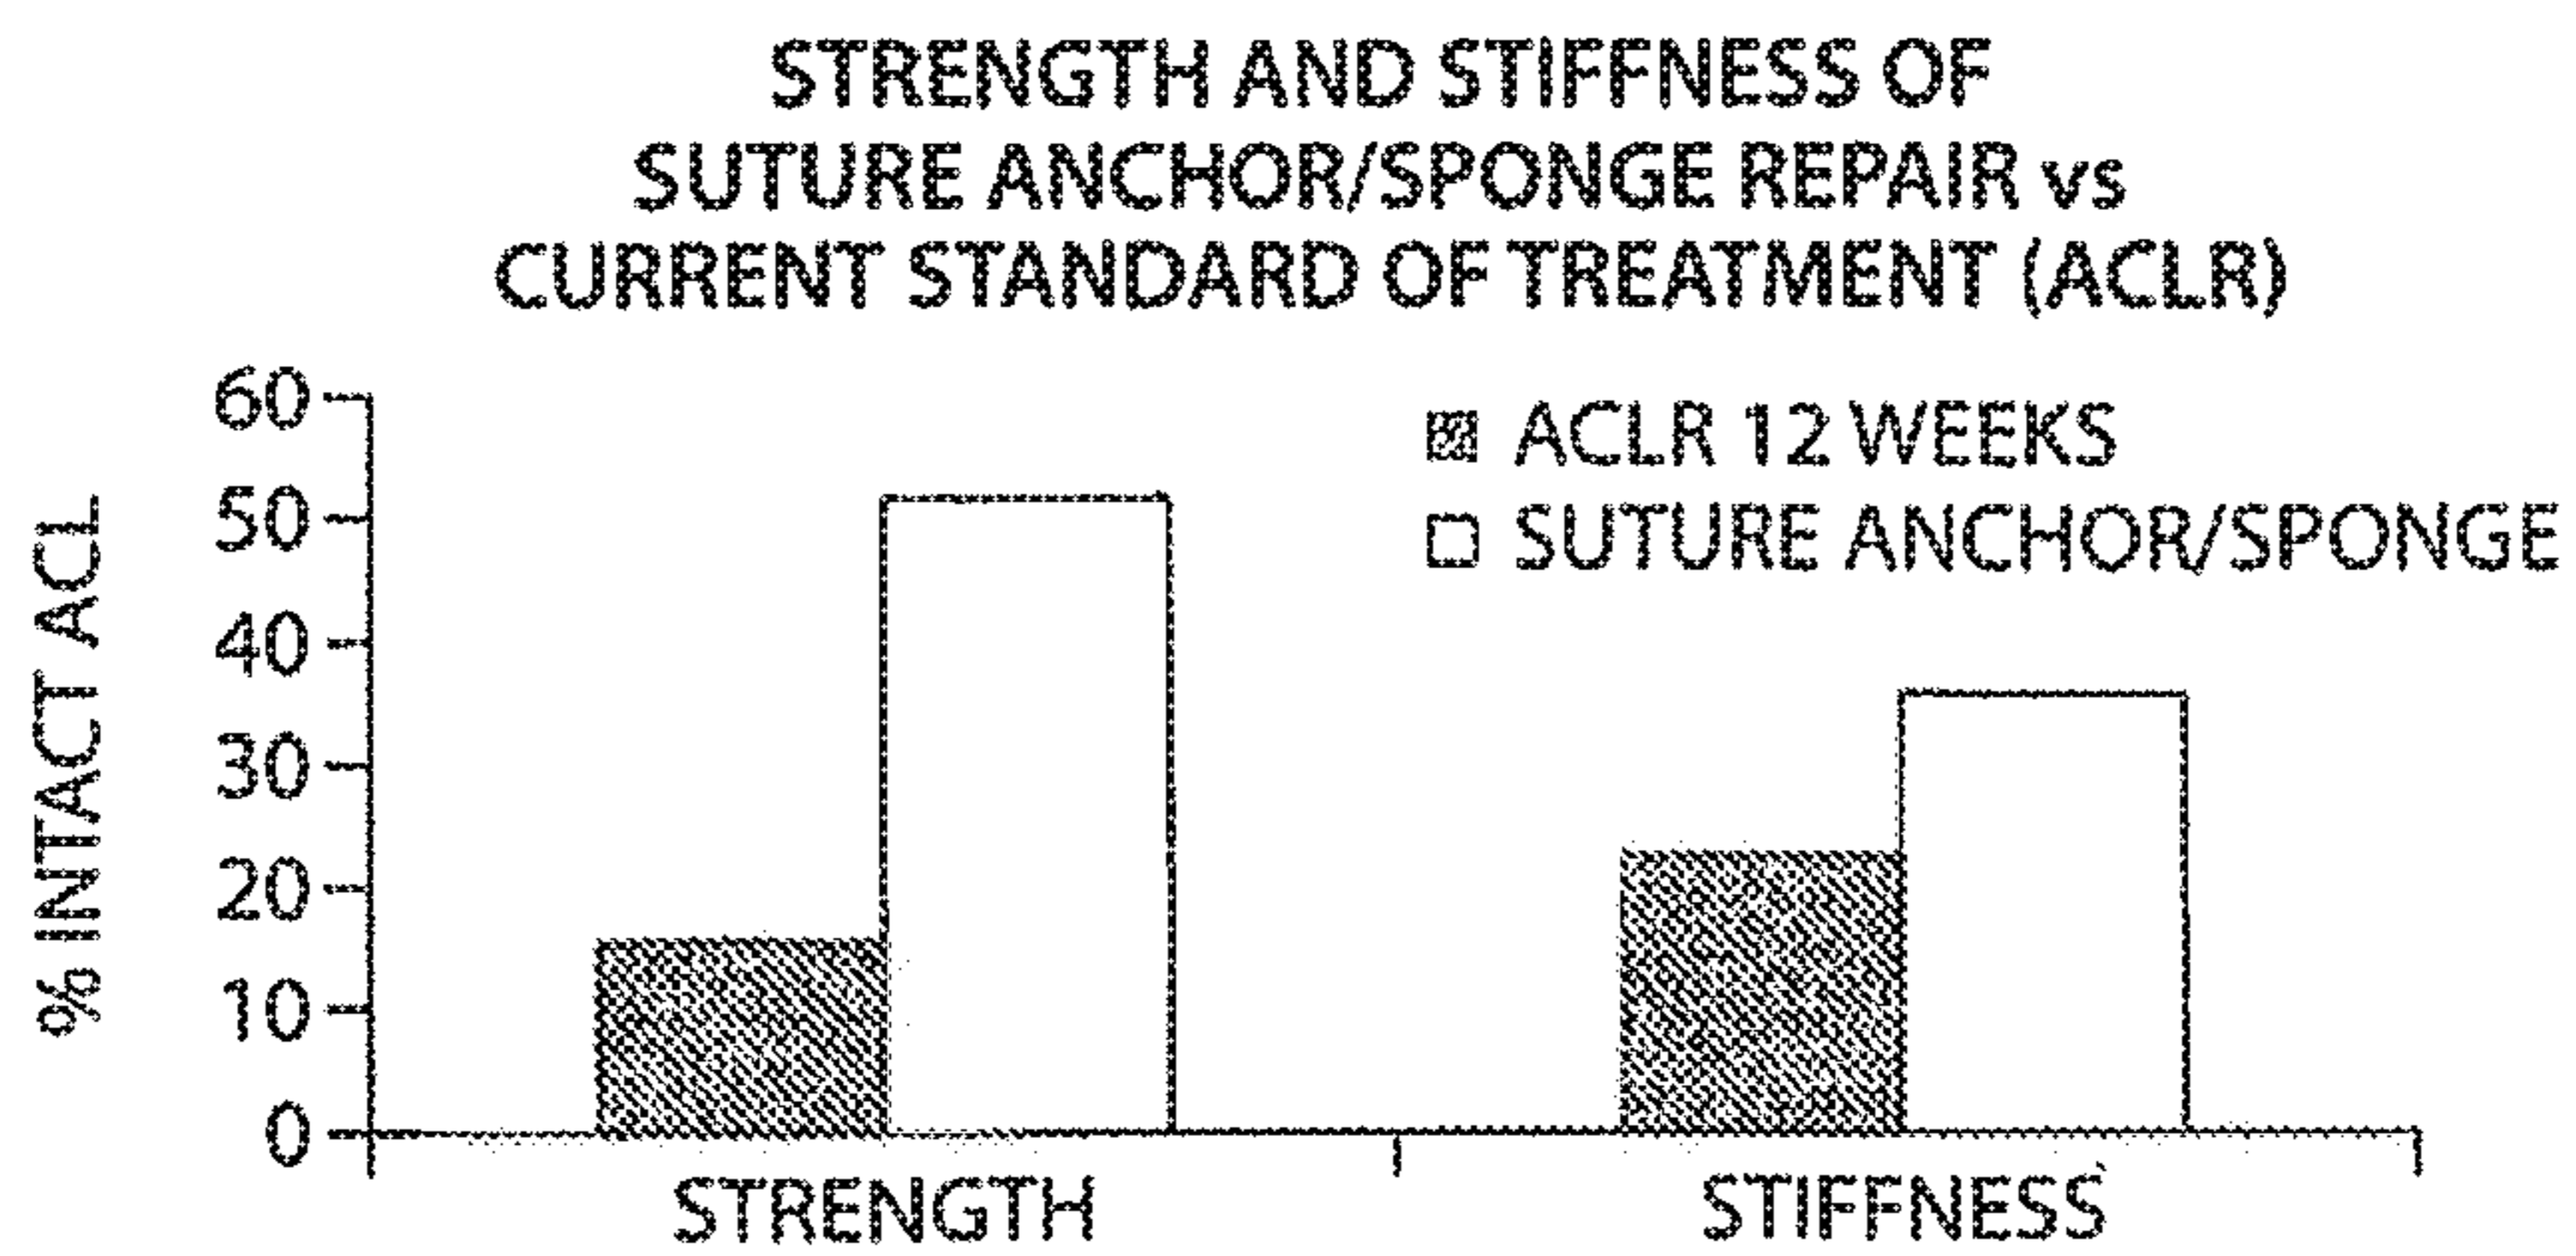 STRENGTH AND STIFFNESS OF
SUTURE ANCHOR/SPONGE REPAIR vs
CURRENT STANDARD OF TREATMENT (ACLR)
60
50
40
30
20
10
0
% INTACT ACL
ACLR 12 WEEKS
SUTURE ANCHOR/SPONGE
STRENGTH
STIFFNESS